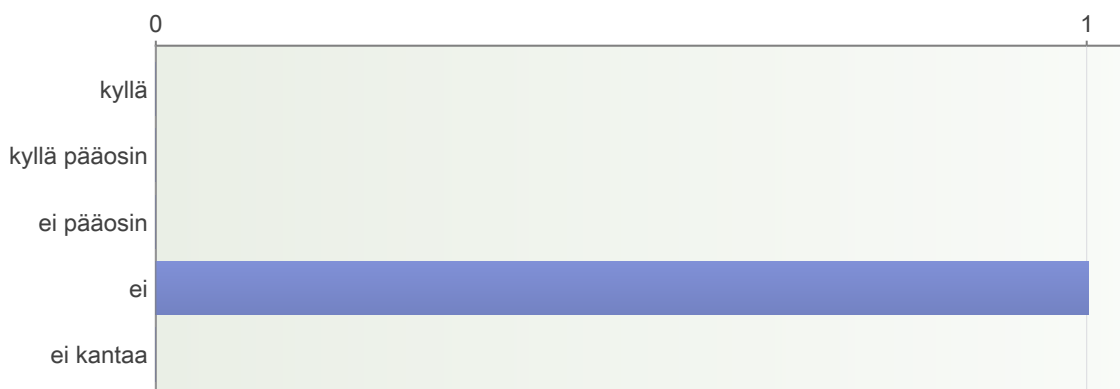 0 1
kyllä
kyllä pääosin
ei pääosin
ei
ei kantaa